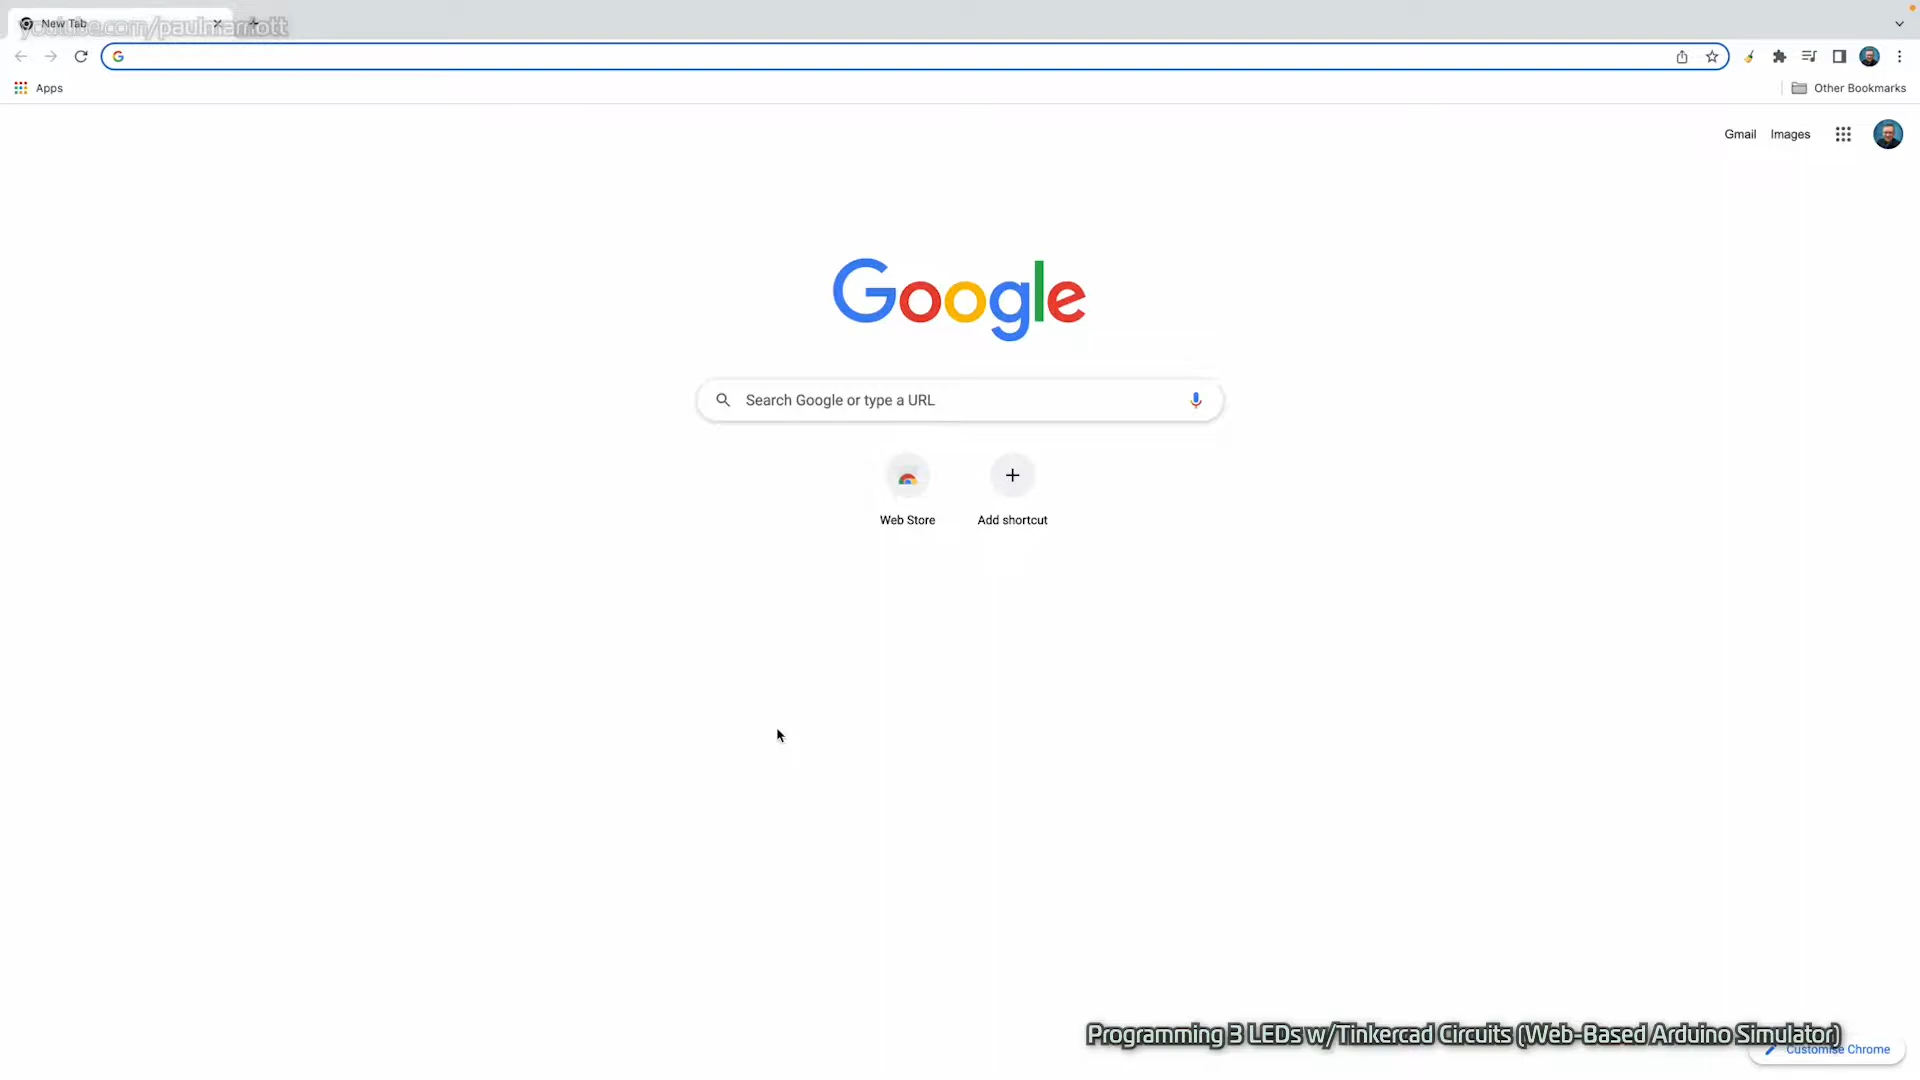 New Tab
youtube.com/paulmarriott
Apps
Other Bookmarks
Gmail Images
Google
Search Google or type a URL
Web Store Add shortcut
Programming 3 LEDs w/Tinkercad Circuits (Web-Based Arduino Simulator)
Customise Chrome